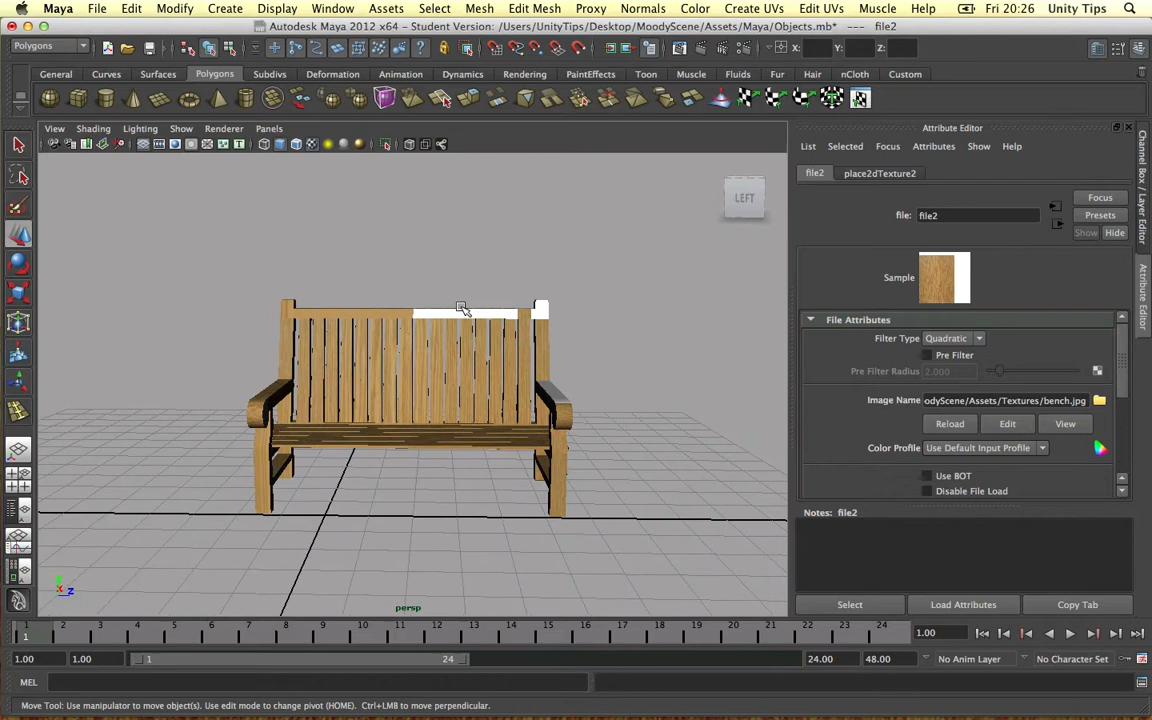 Maya File Edit Modify Create Display Window Assets Select Mesh Edit Mesh Proxy Normals Color Create UVs Edit UVs Muscle Fri 20:26 Unity Tips
Autodesk Maya 2012 x64 - Student Version: /Users/UnityTips/Desktop/MoodyScene/Assets/Maya/Objects.mb* --- file2
Polygons X: Y: Z:
General Curves Surfaces Polygons Subdivs Deformation Animation Dynamics Rendering PaintEffects Toon Muscle Fluids Fur Hair nCloth Custom
View Shading Lighting Show Renderer Panels
LEFT
persp
Attribute Editor
List Selected Focus Attributes Show Help
file2 place2dTexture2
file: file2
Focus
Presets
Show Hide
Sample
File Attributes
Filter Type Quadratic
Pre Filter
Pre Filter Radius 2.000
Image Name odyScene/Assets/Textures/bench.jpg
Reload Edit View
Color Profile Use Default Input Profile
Use BOT
Disable File Load
Notes: file2
Select Load Attributes Copy Tab
Channel Box / Layer Editor
Attribute Editor
1 2 3 4 5 6 7 8 9 10 11 12 13 14 15 16 17 18 19 20 21 22 23 24
1 1.00
1.00 1.00 1 24 24.00 48.00 No Anim Layer No Character Set
MEL
Move Tool: Use manipulator to move object(s). Use edit mode to change pivot (HOME). Ctrl+LMB to move perpendicular.